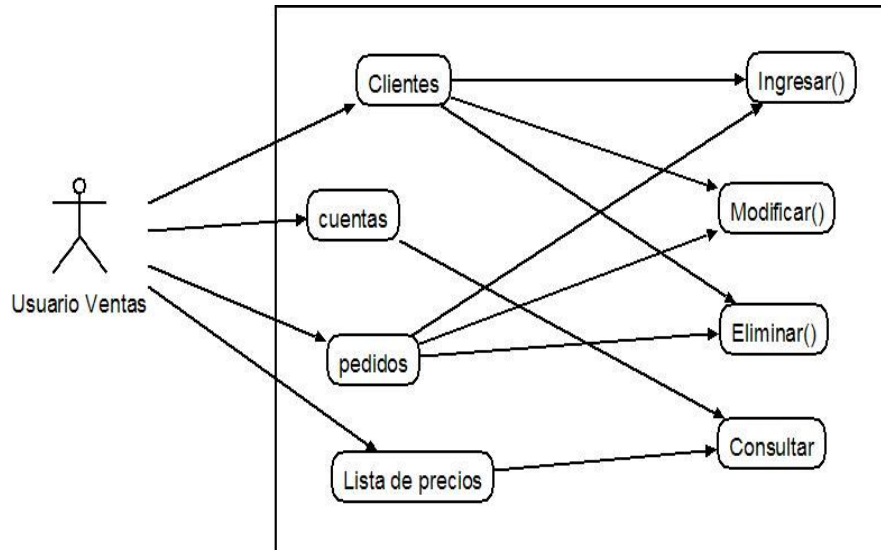 Clientes
Ingresar()
cuentas
Modificar()
Usuario Ventas
pedidos
Eliminar()
Lista de precios
Consultar